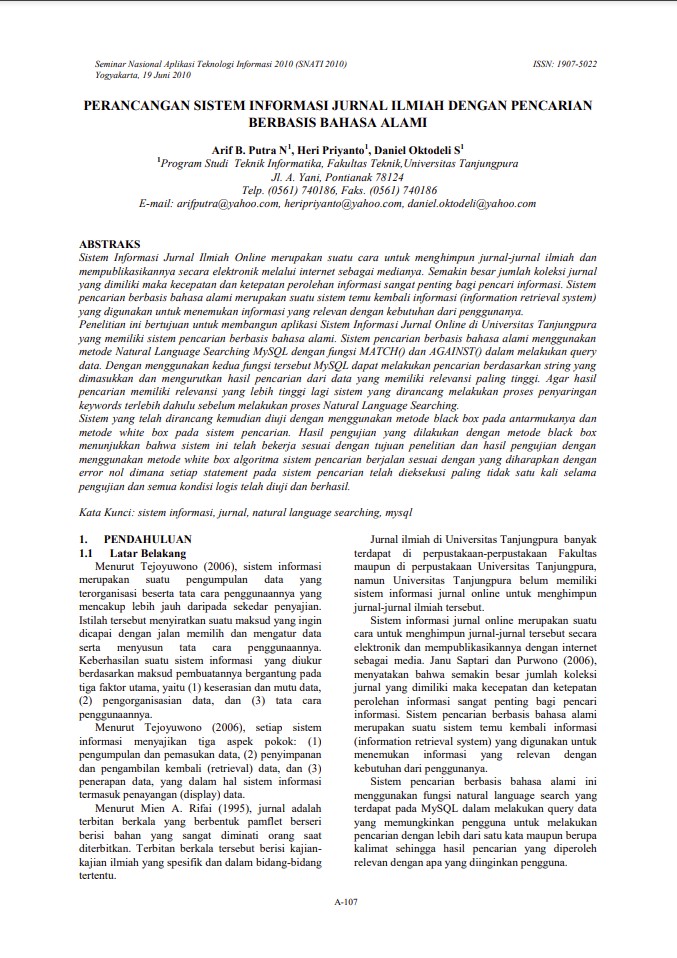 Seminar Nasional Aplikasi Teknologi Informasi 2010 (SNATI 2010) ISSN: 1907-5022
Yogyakarta, 19 Juni 2010
PERANCANGAN SISTEM INFORMASI JURNAL ILMIAH DENGAN PENCARIAN
BERBASIS BAHASA ALAMI
Arif B. Putra N1, Heri Priyanto1, Daniel Oktodeli S1
1Program Studi Teknik Informatika, Fakultas Teknik,Universitas Tanjungpura
Jl. A. Yani, Pontianak 78124
Telp. (0561) 740186, Faks. (0561) 740186
E-mail: arifputra@yahoo.com, heripriyanto@yahoo.com, daniel.oktodeli@yahoo.com
ABSTRAKS
Sistem Informasi Jurnal Ilmiah Online merupakan suatu cara untuk menghimpun jurnal-jurnal ilmiah dan
mempublikasikannya secara elektronik melalui internet sebagai medianya. Semakin besar jumlah koleksi jurnal
yang dimiliki maka kecepatan dan ketepatan perolehan informasi sangat penting bagi pencari informasi. Sistem
pencarian berbasis bahasa alami merupakan suatu sistem temu kembali informasi (information retrieval system)
yang digunakan untuk menemukan informasi yang relevan dengan kebutuhan dari penggunanya.
Penelitian ini bertujuan untuk membangun aplikasi Sistem Informasi Jurnal Online di Universitas Tanjungpura
yang memiliki sistem pencarian berbasis bahasa alami. Sistem pencarian berbasis bahasa alami menggunakan
metode Natural Language Searching MySQL dengan fungsi MATCH() dan AGAINST() dalam melakukan query
data. Dengan menggunakan kedua fungsi tersebut MySQL dapat melakukan pencarian berdasarkan string yang
dimasukkan dan mengurutkan hasil pencarian dari data yang memiliki relevansi paling tinggi. Agar hasil
pencarian memiliki relevansi yang lebih tinggi lagi sistem yang dirancang melakukan proses penyaringan
keywords terlebih dahulu sebelum melakukan proses Natural Language Searching.
Sistem yang telah dirancang kemudian diuji dengan menggunakan metode black box pada antarmukanya dan
metode white box pada sistem pencarian. Hasil pengujian yang dilakukan dengan metode black box
menunjukkan bahwa sistem ini telah bekerja sesuai dengan tujuan penelitian dan hasil pengujian dengan
menggunakan metode white box algoritma sistem pencarian berjalan sesuai dengan yang diharapkan dengan
error nol dimana setiap statement pada sistem pencarian telah dieksekusi paling tidak satu kali selama
pengujian dan semua kondisi logis telah diuji dan berhasil.
Kata Kunci: sistem informasi, jurnal, natural language searching, mysql
1. PENDAHULUAN
1.1 Latar Belakang
Menurut Tejoyuwono (2006), sistem informasi
merupakan suatu pengumpulan data yang
terorganisasi beserta tata cara penggunaannya yang
mencakup lebih jauh daripada sekedar penyajian.
Istilah tersebut menyiratkan suatu maksud yang ingin
dicapai dengan jalan memilih dan mengatur data
serta menyusun tata cara penggunaannya.
Keberhasilan suatu sistem informasi yang diukur
berdasarkan maksud pembuatannya bergantung pada
tiga faktor utama, yaitu (1) keserasian dan mutu data,
(2) pengorganisasian data, dan (3) tata cara
penggunaannya.
Menurut Tejoyuwono (2006), setiap sistem
informasi menyajikan tiga aspek pokok: (1)
pengumpulan dan pemasukan data, (2) penyimpanan
dan pengambilan kembali (retrieval) data, dan (3)
penerapan data, yang dalam hal sistem informasi
termasuk penayangan (display) data.
Menurut Mien A. Rifai (1995), jurnal adalah
terbitan berkala yang berbentuk pamflet berseri
berisi bahan yang sangat diminati orang saat
diterbitkan. Terbitan berkala tersebut berisi kajian-
kajian ilmiah yang spesifik dan dalam bidang-bidang
tertentu.
Jurnal ilmiah di Universitas Tanjungpura banyak
terdapat di perpustakaan-perpustakaan Fakultas
maupun di perpustakaan Universitas Tanjungpura,
namun Universitas Tanjungpura belum memiliki
sistem informasi jurnal online untuk menghimpun
jurnal-jurnal ilmiah tersebut.
Sistem informasi jurnal online merupakan suatu
cara untuk menghimpun jurnal-jurnal tersebut secara
elektronik dan mempublikasikannya dengan internet
sebagai media. Janu Saptari dan Purwono (2006),
menyatakan bahwa semakin besar jumlah koleksi
jurnal yang dimiliki maka kecepatan dan ketepatan
perolehan informasi sangat penting bagi pencari
informasi. Sistem pencarian berbasis bahasa alami
merupakan suatu sistem temu kembali informasi
(information retrieval system) yang digunakan untuk
menemukan informasi yang relevan dengan
kebutuhan dari penggunanya.
Sistem pencarian berbasis bahasa alami ini
menggunakan fungsi natural language search yang
terdapat pada MySQL dalam melakukan query data
yang memungkinkan pengguna untuk melakukan
pencarian dengan lebih dari satu kata maupun berupa
kalimat sehingga hasil pencarian yang diperoleh
relevan dengan apa yang diinginkan pengguna.
A-107